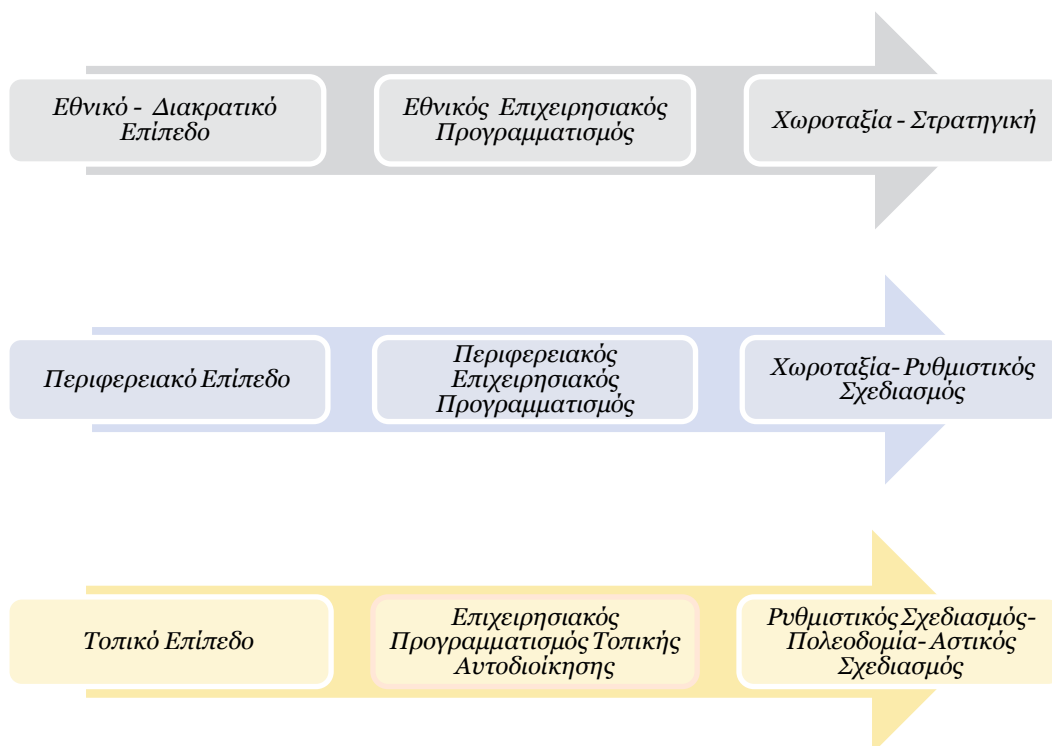 Εθνικό - Διακρατικό
Επίπεδο
Εθνικός Επιχειρησιακός
Προγραμματισμός
Χωροταξία - Στρατηγική
Περιφερειακό Επίπεδο
Περιφερειακός
Επιχειρησιακός
Προγραμματισμός
Χωροταξία- Ρυθμιστικός
Σχεδιασμός
Τοπικό Επίπεδο
Επιχειρησιακός
Προγραμματισμός Τοπικής
Αυτοδιοίκησης
Ρυθμιστικός Σχεδιασμός-
Πολεοδομία- Αστικός
Σχεδιασμός